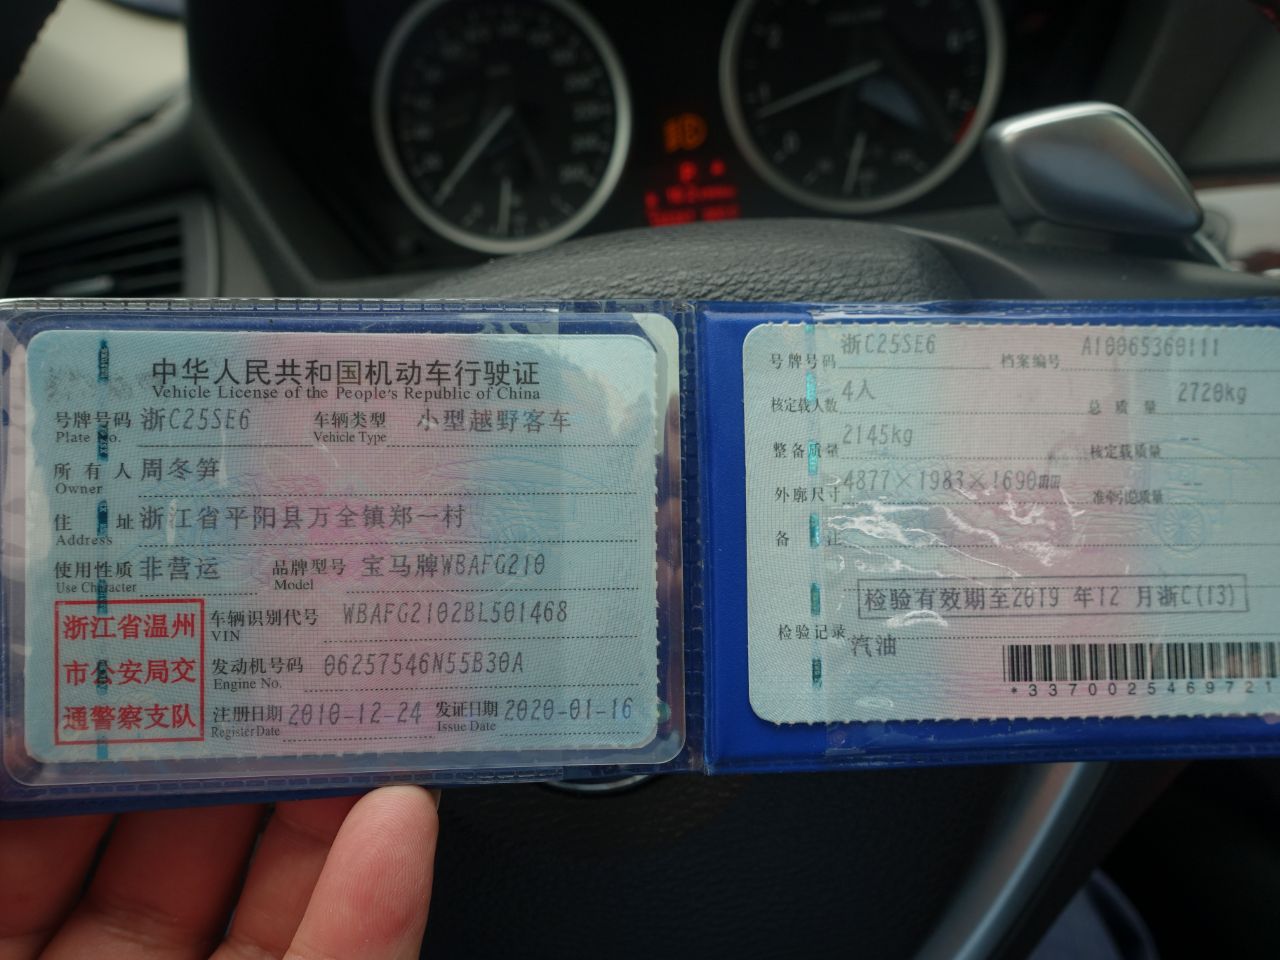 中华人民共和国机动车行驶证
Vehicle License of the People's Republic of China
号牌号码 浙C25SE6 车辆类型 小型越野客车
Plate No. Vehicle Type
所有人 周冬笋
Owner
住址 浙江省平阳县万全镇郑一村
Address
使用性质 非营运 品牌型号 宝马牌WBAFG210
Use Character Model
浙江省温州
市公安局交
通警察支队
车辆识别代号 WBAFG2102BL501468
VIN
发动机号码 06257546N55B30A
Engine No.
注册日期 2010-12-24 发证日期 2020-01-16
Register Date Issue Date
号牌号码 浙C25SE6 档案编号 A10065360111
核定载人数 4人 总质量 2720kg
整备质量 2145kg 核定载质量 --
外廓尺寸 4877×1983×1690mm 准牵引总质量 --
备注
检验有效期至2019 年12 月浙C(13)
检验记录 汽油
*3370025469721